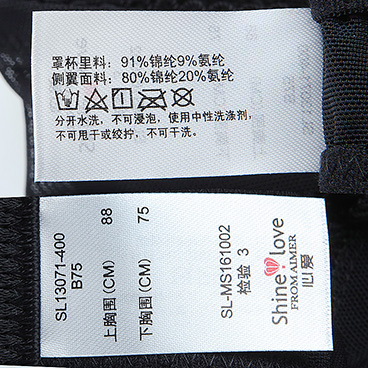 罩杯里料：91%锦纶9%氨纶
侧翼面料：80%锦纶20%氨纶
分开水洗，不可浸泡，使用中性洗涤剂，
不可甩干或绞拧，不可干洗。
SL13071-400
B75
上胸围(CM) 88
下胸围(CM) 75
SL-MS161002
检验 3
Shine love
FROM AIMER
心爱